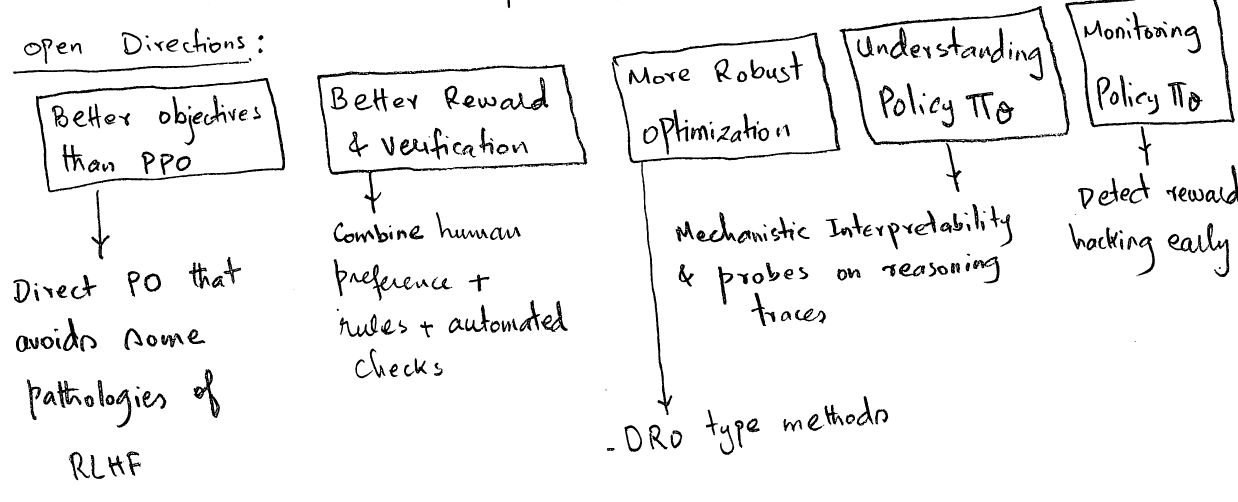 open Directions:
Better objectives
than PPO
Direct PO that
avoids some
pathologies of
RLHF
Better Reward
& verification
Combine human
preference +
rules + automated
checks
More Robust
optimization
- DRO type methods
Understanding
Policy πθ
Mechanistic Interpretability
& probes on reasoning
traces
Monitoring
Policy πθ
Detect reward
hacking early